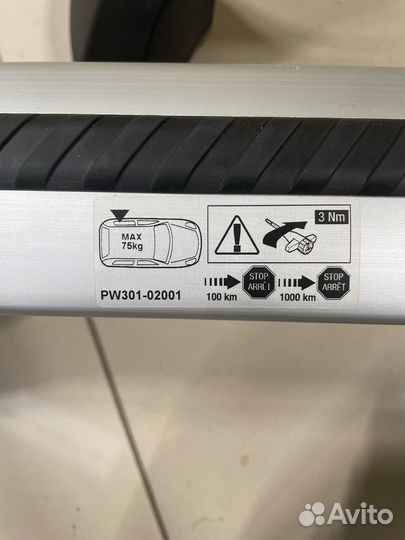 MAX
75kg
3 Nm
STOP
ARRÊT
STOP
ARRÊT
PW301-02001
100 km
1000 km
Avito